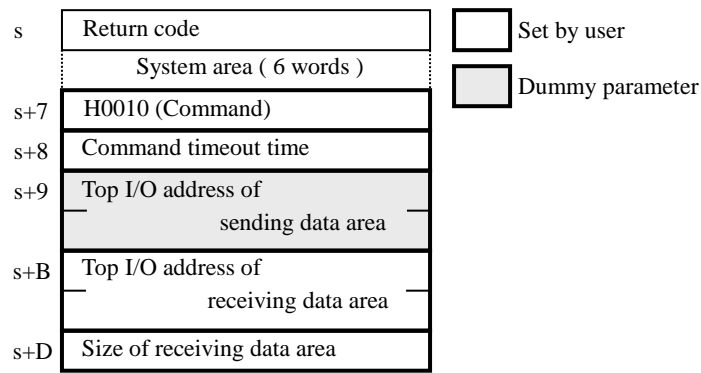 s Return code
System area ( 6 words )
s+7 H0010 (Command)
s+8 Command timeout time
s+9 Top I/O address of
sending data area
s+B Top I/O address of
receiving data area
s+D Size of receiving data area
Set by user
Dummy parameter